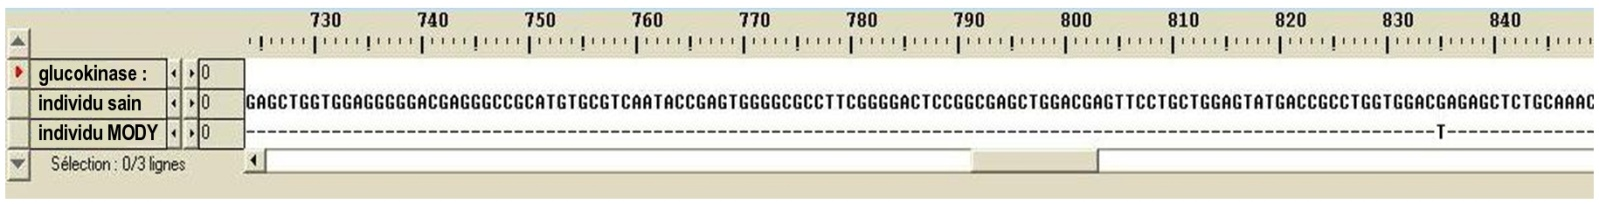 730 740 750 760 770 780 790 800 810 820 830 840
glucokinase : 0
individu sain 0 GAGCTGGTGGAGGGGGACGAGGGCCGCATGTGCGTCAATACCGAGTGGGGCGCCTTCGGGGACTCCGGCGAGCTGGACGAGTTCCTGCTGGAGTATGACCGCCTGGTGGACGAGAGCTCTGCAAAC
individu MODY 0 ---------------------------------------------------------------------------------------------------------------T--------------
Sélection : 0/3 lignes